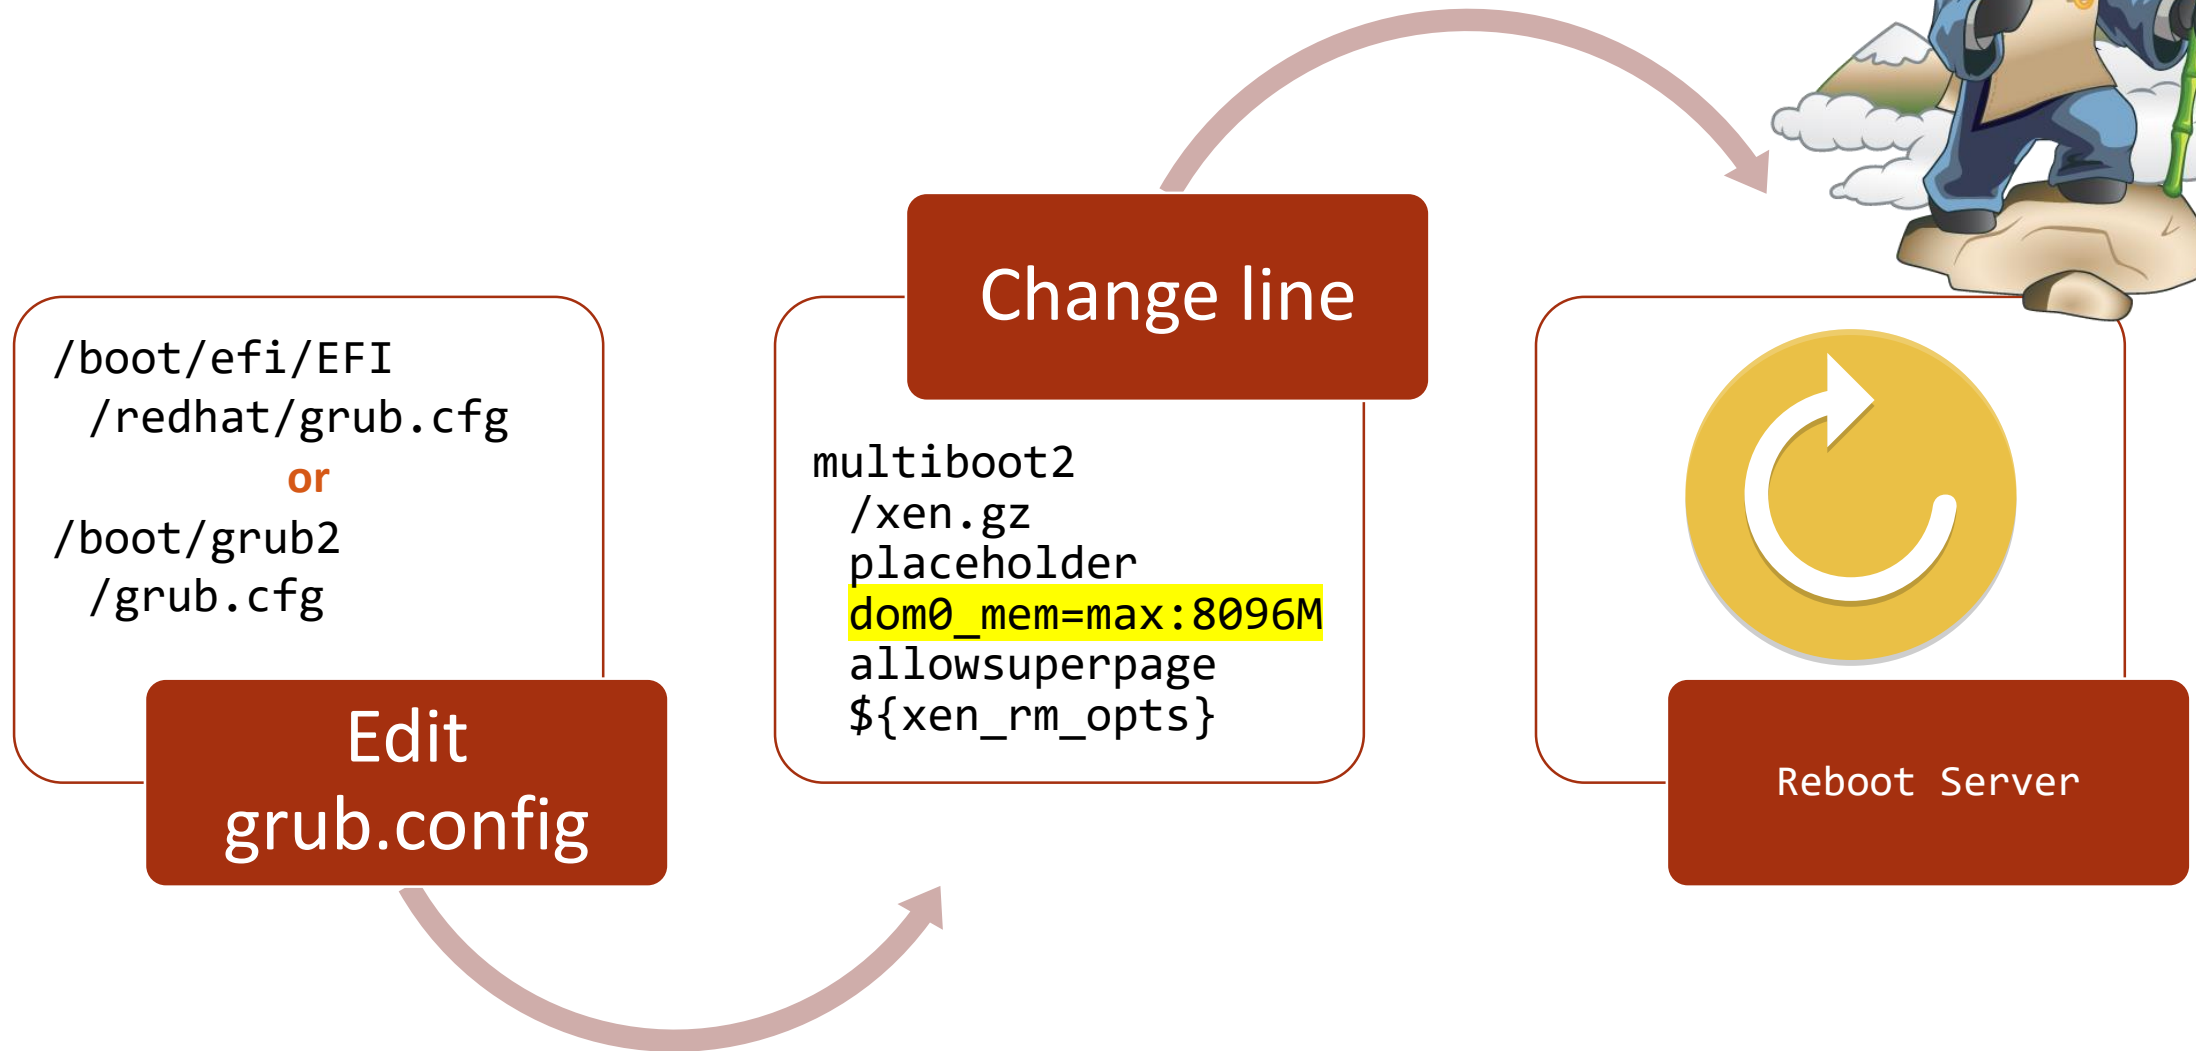 /boot/efi/EFI
/redhat/grub.cfg
or
/boot/grub2
/grub.cfg
Edit
grub.config
Change line
multiboot2
/xen.gz
placeholder
dom0_mem=max:8096M
allowsuperpage
${xen_rm_opts}
Reboot Server